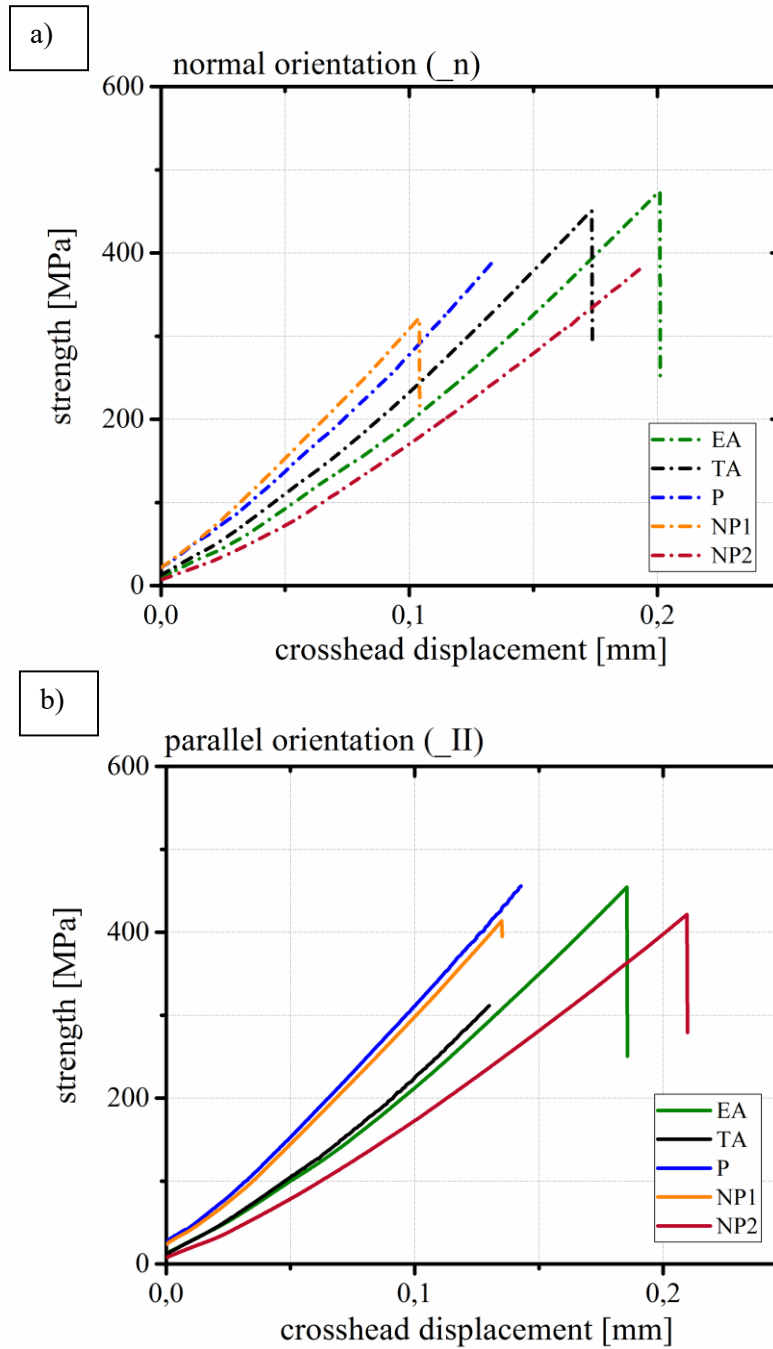 a)
normal orientation (_n)
600
400
200
0
strength [MPa]
EA
TA
P
NP1
NP2
0,0
0,1
0,2
crosshead displacement [mm]
b)
parallel orientation (_II)
600
400
200
0
strength [MPa]
EA
TA
P
NP1
NP2
0,0
0,1
0,2
crosshead displacement [mm]